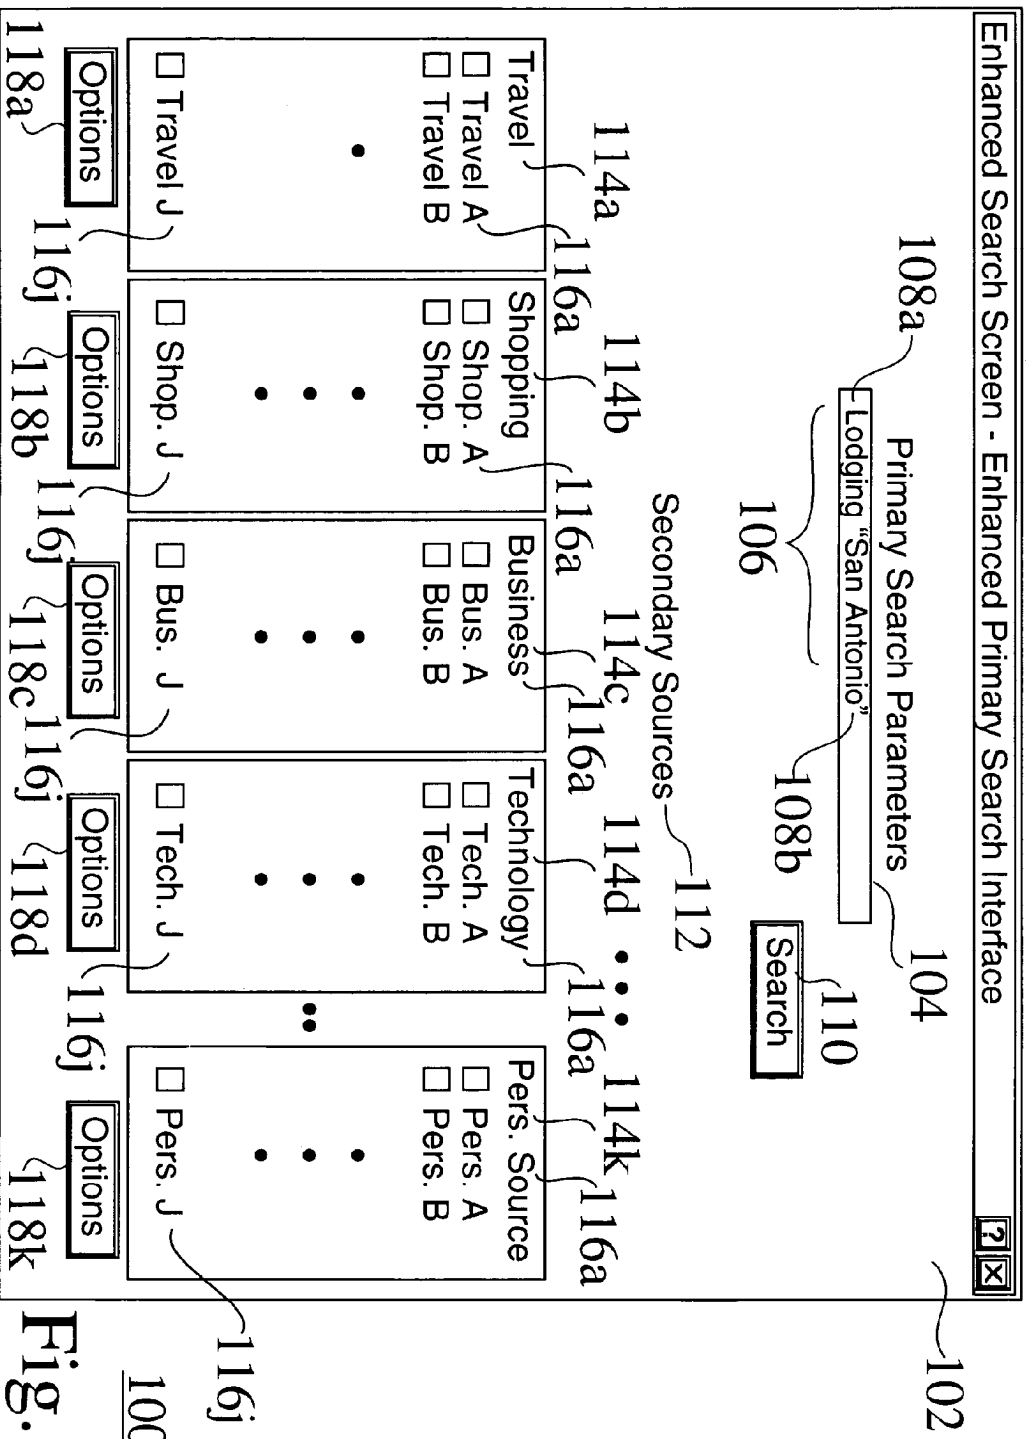 Enhanced Search Screen - Enhanced Primary Search Interface ? X
102
108a
Primary Search Parameters
104
Lodging “San Antonio”
106
108b
110
Search
Secondary Sources
112
114a
114b
114c
114d
114k
116a
116a
116a
116a
116a
Travel
Travel A
Travel B
Travel J
Shopping
Shop. A
Shop. B
Shop. J
Business
Bus. A
Bus. B
Bus. J
Technology
Tech. A
Tech. B
Tech. J
Pers. Source
Pers. A
Pers. B
Pers. J
116j
116j
116j
116j
116j
Options
Options
Options
Options
Options
118a
118b
118c
118d
118k
100
Fig.